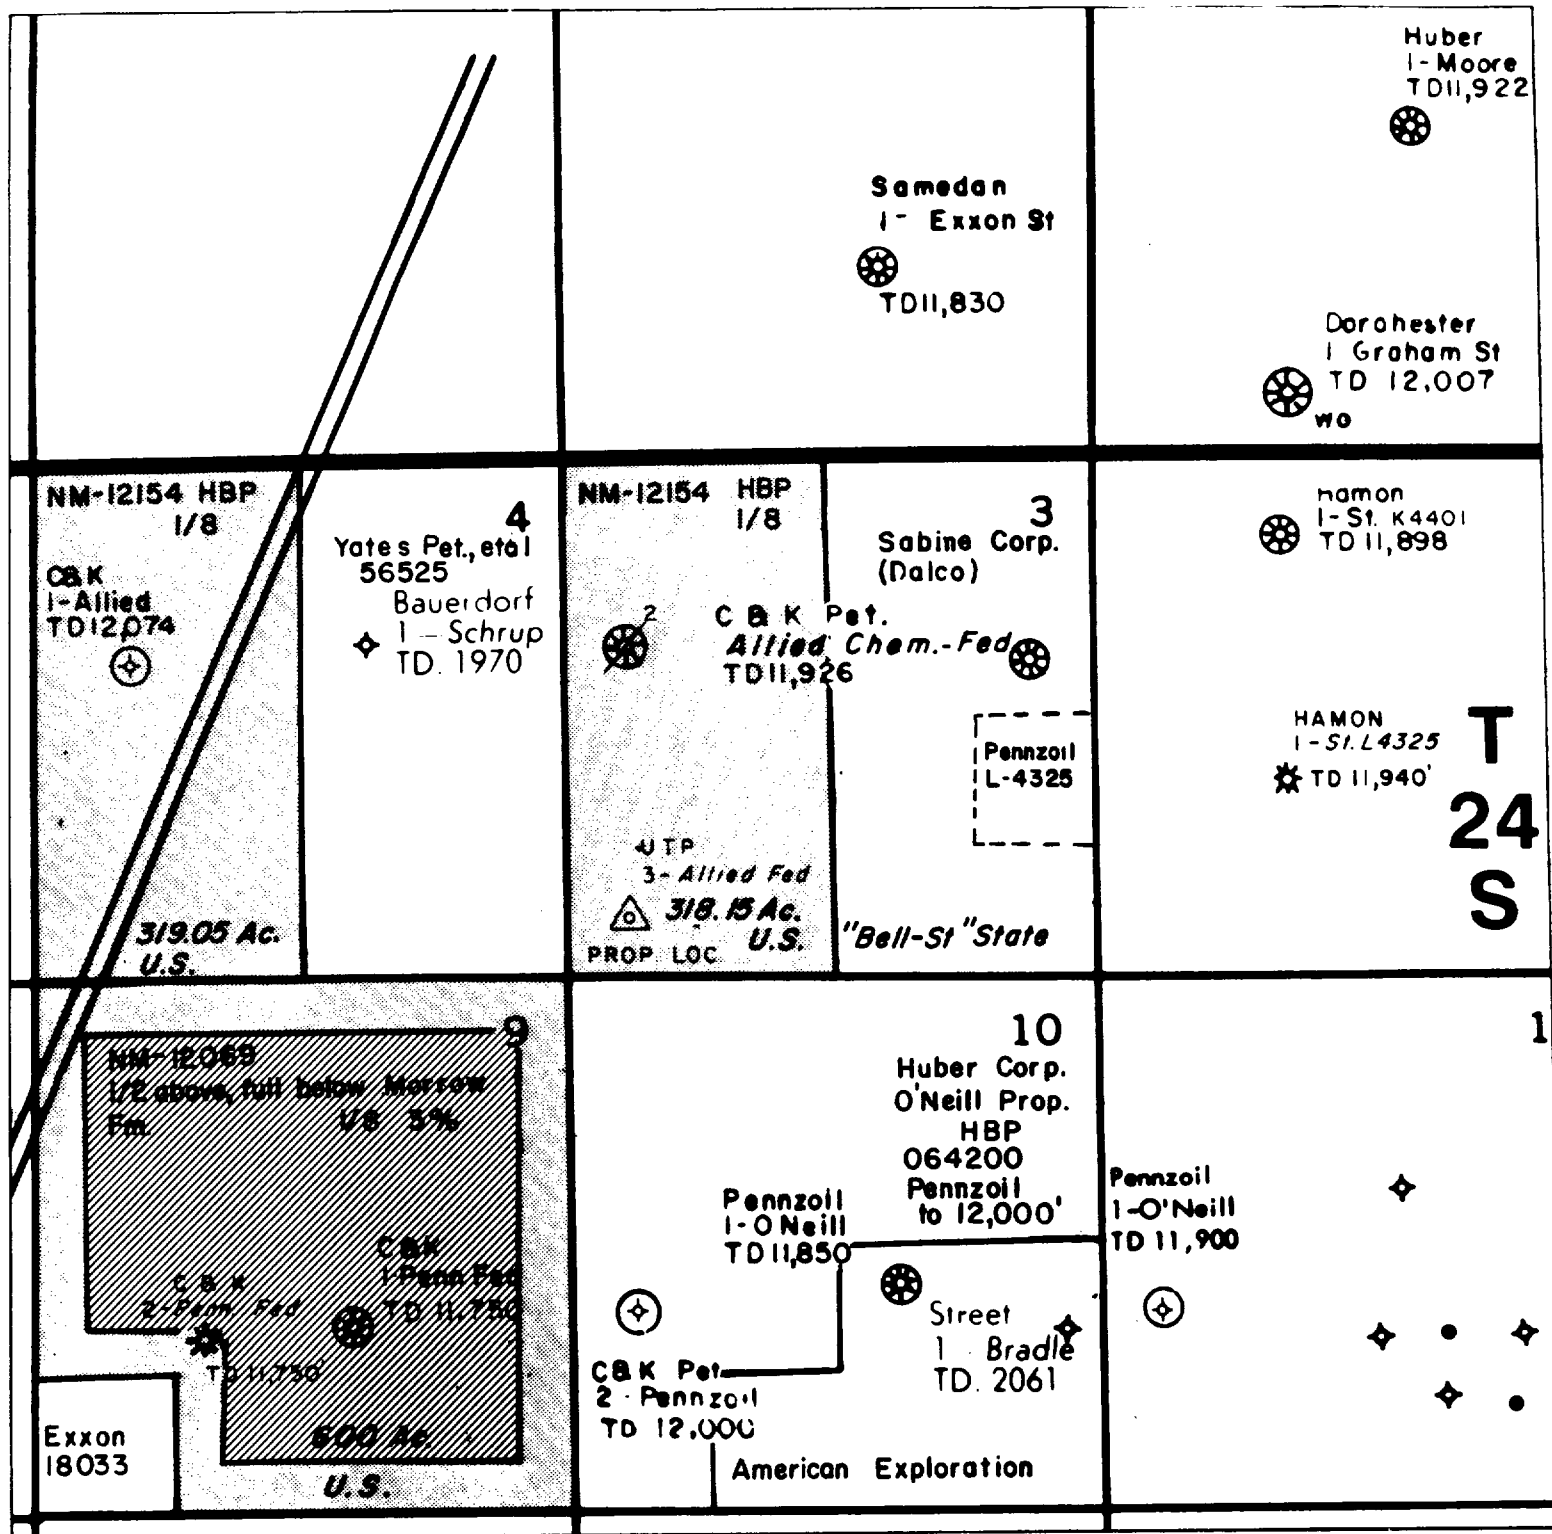 Huber
1-Moore
TD11,922
Samedan
1- Exxon St
TD11,830
Dorchester
1 Graham St
TD 12,007
WO
NM-12154 HBP
1/8
C&K
1-Allied
TD12,074
319.05 Ac.
U.S.
4
Yates Pet., etal
56525
Bauerdorf
1 - Schrup
TD. 1970
NM-12154 HBP
1/8
2
C & K Pet.
Allied Chem.-Fed
TD11,926
UTP
3-Allied Fed
318.15 Ac.
U.S.
PROP LOC
3
Sabine Corp.
(Dalco)
Pennzoil
L-4325
"Bell-St" State
Hamon
1-St. K4401
TD 11,898
HAMON
1-St. L4325
TD 11,940'
T
24
S
9
NM-12069
1/2 above, full below Morrow
Fm.
1/8 3%
C & K
1-Penn Fed
TD 11,750
C & K
2-Penn Fed
TD 11,750'
600 Ac.
U.S.
Exxon
18033
10
Huber Corp.
O'Neill Prop.
HBP
064200
Pennzoil
to 12,000'
Pennzoil
1-O Neill
TD 11,850
C&K Pet
2-Pennzoil
TD 12,000
Street
1 Bradle
TD. 2061
American Exploration
1
Pennzoil
1-O'Neill
TD 11,900